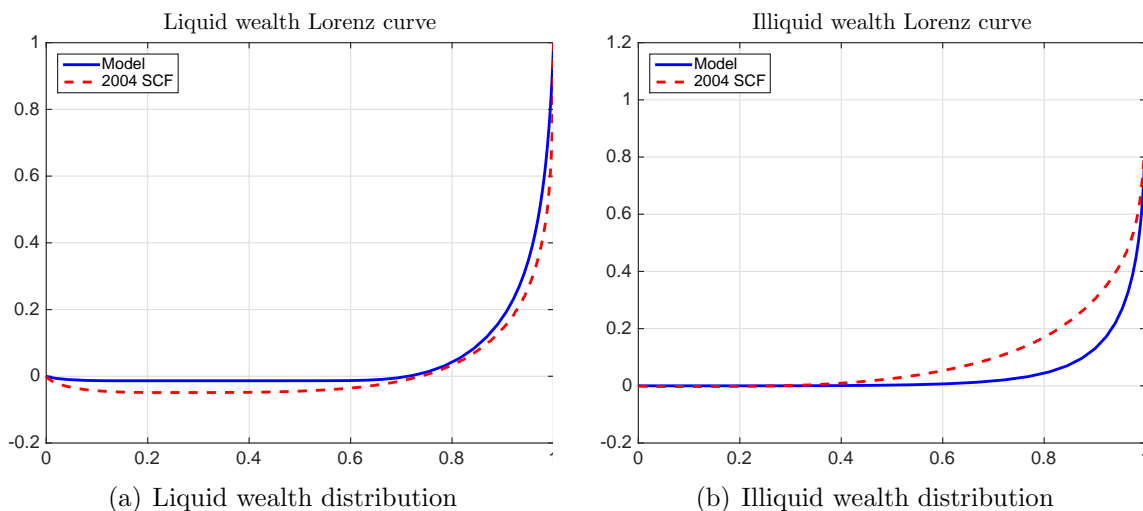 Liquid wealth Lorenz curve
Model
2004 SCF
1
0.8
0.6
0.4
0.2
0
-0.2
0 0.2 0.4 0.6 0.8 1
(a) Liquid wealth distribution
Illiquid wealth Lorenz curve
Model
2004 SCF
1.2
1
0.8
0.6
0.4
0.2
0
-0.2
0 0.2 0.4 0.6 0.8 1
(b) Illiquid wealth distribution